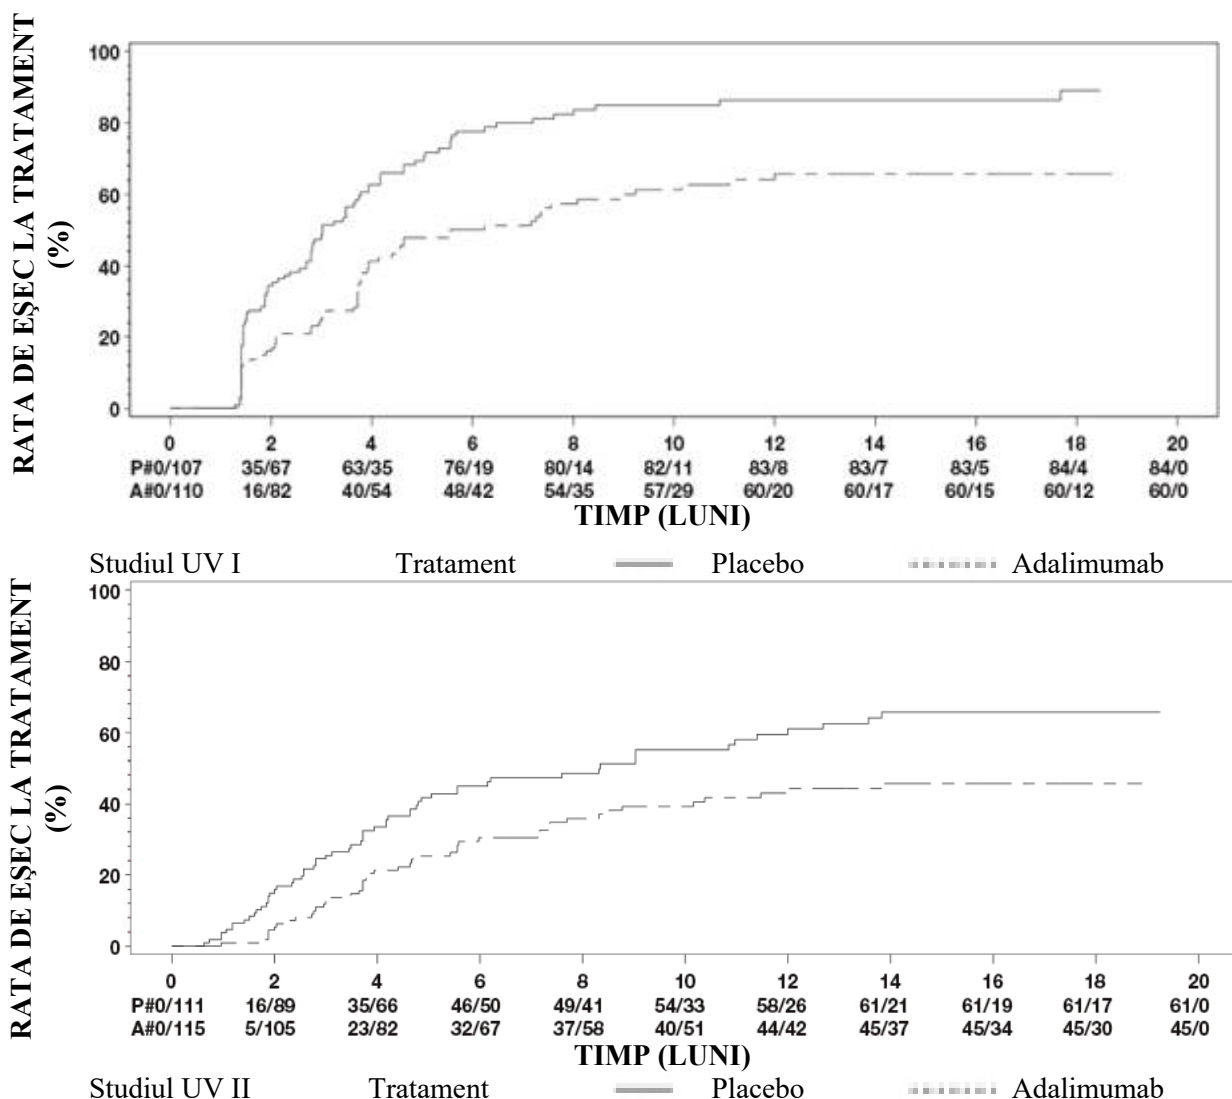 RATA DE EŞEC LA TRATAMENT
(%)
100
80
60
40
20
0
0 2 4 6 8 10 12 14 16 18 20
P#0/107 35/67 63/35 76/19 80/14 82/11 83/8 83/7 83/5 84/4 84/0
A#0/110 16/82 40/54 48/42 54/35 57/29 60/20 60/17 60/15 60/12 60/0
TIMP (LUNI)
Studiul UV I Tratament Placebo Adalimumab
RATA DE EŞEC LA TRATAMENT
(%)
100
80
60
40
20
0
0 2 4 6 8 10 12 14 16 18 20
P#0/111 16/89 35/66 46/50 49/41 54/33 58/26 61/21 61/19 61/17 61/0
A#0/115 5/105 23/82 32/67 37/58 40/51 44/42 45/37 45/34 45/30 45/0
TIMP (LUNI)
Studiul UV II Tratament Placebo Adalimumab